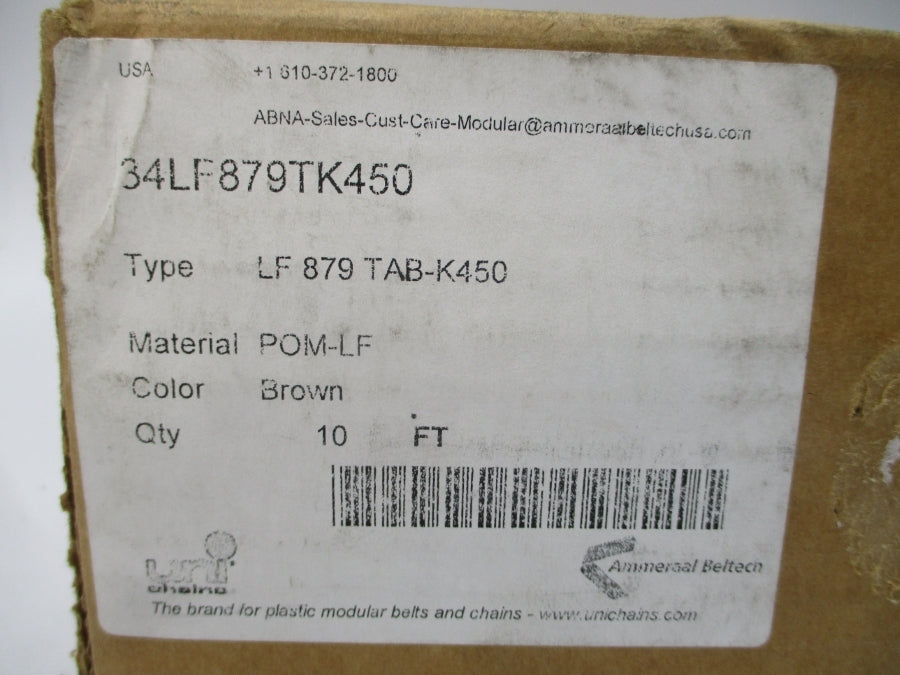 USA +1 610-372-1800
ABNA-Sales-Cust-Care-Modular@ammeraalbeltechusa.com
34LF879TK450
Type LF 879 TAB-K450
Material POM-LF
Color Brown
Qty 10 FT
uni chains
Ammeraal Beltech
The brand for plastic modular belts and chains - www.unichains.com